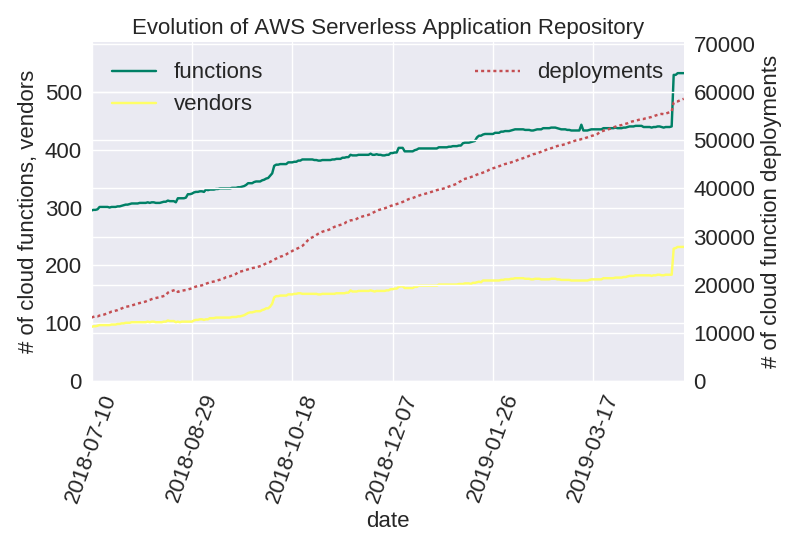 Evolution of AWS Serverless Application Repository
functions
vendors
deployments
# of cloud functions, vendors
500
400
300
200
100
0
70000
60000
50000
40000
30000
20000
10000
0
# of cloud function deployments
2018-07-10
2018-08-29
2018-10-18
2018-12-07
2019-01-26
2019-03-17
date